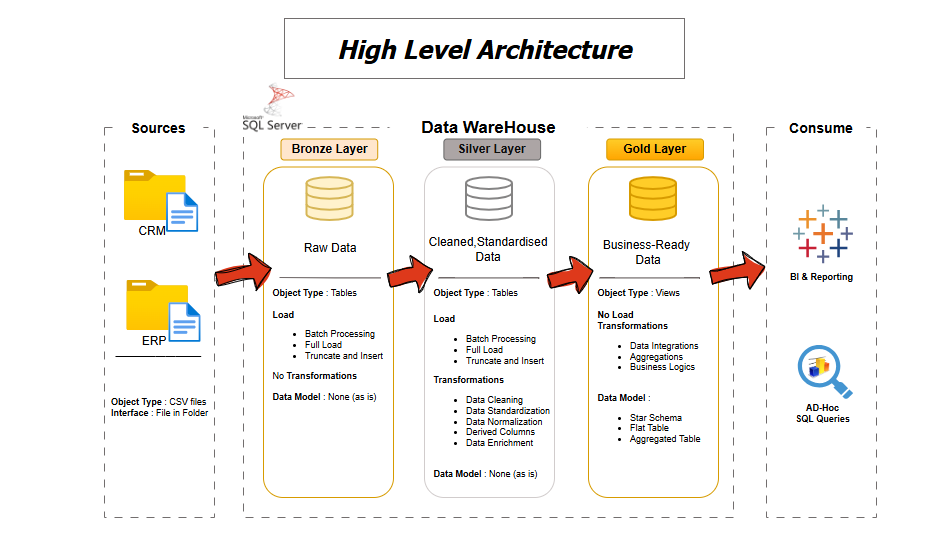 High Level Architecture
Sources
CRM
ERP
Object Type : CSV files
Interface : File in Folder
Microsoft
SQL Server
Data WareHouse
Bronze Layer
Raw Data
Object Type : Tables
Load
Batch Processing
Full Load
Truncate and Insert
No Transformations
Data Model : None (as is)
Silver Layer
Cleaned,Standardised
Data
Object Type : Tables
Load
Batch Processing
Full Load
Truncate and Insert
Transformations
Data Cleaning
Data Standardization
Data Normalization
Derived Columns
Data Enrichment
Data Model : None (as is)
Gold Layer
Business-Ready
Data
Object Type : Views
No Load
Transformations
Data Integrations
Aggregations
Business Logics
Data Model :
Star Schema
Flat Table
Aggregated Table
Consume
BI & Reporting
AD-Hoc
SQL Queries